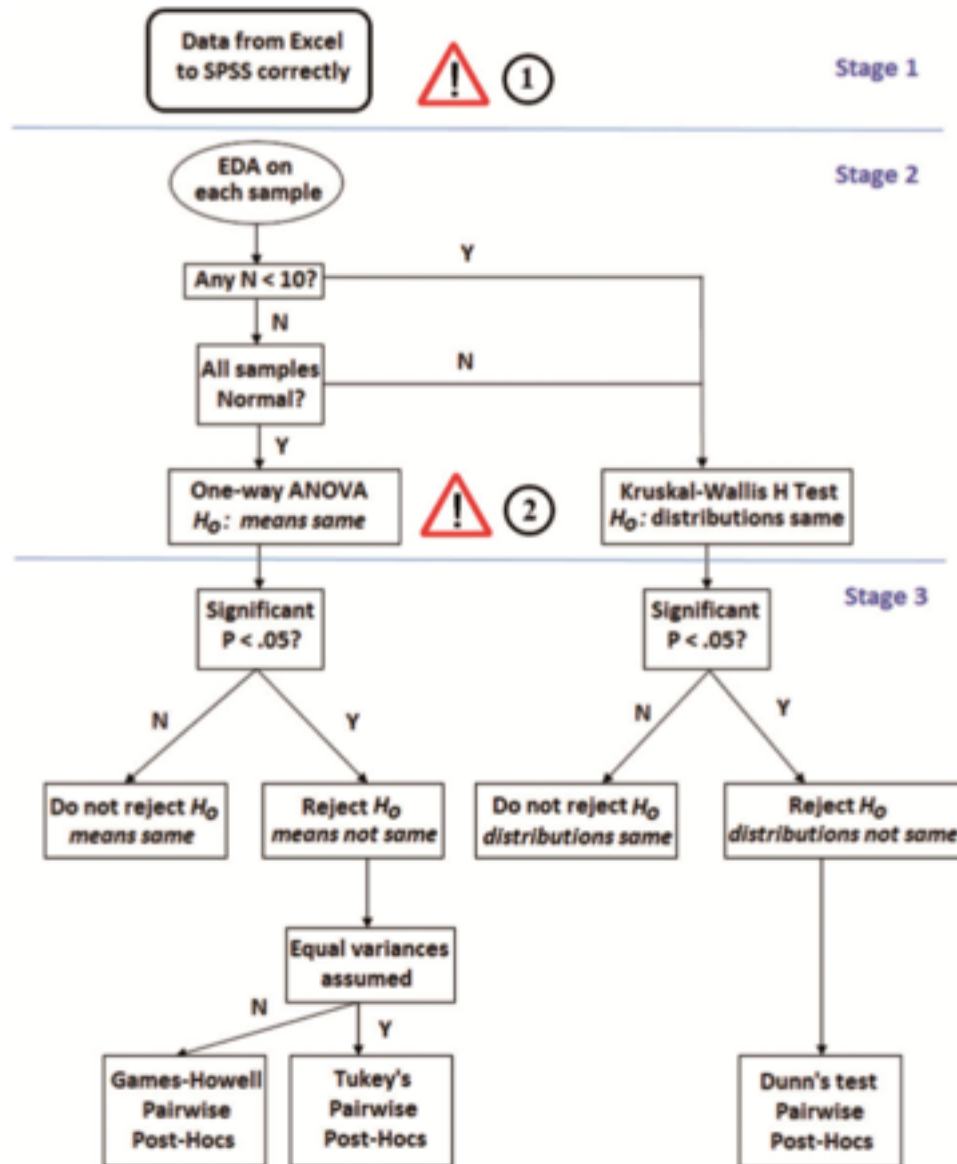 Data from Excel
to SPSS correctly
!
1
Stage 1
EDA on
each sample
Stage 2
Any N < 10?
Y
N
All samples
Normal?
N
Y
One-way ANOVA
Ho: means same
!
2
Kruskal-Wallis H Test
Ho: distributions same
Stage 3
Significant
P < .05?
Significant
P < .05?
N
Y
N
Y
Do not reject Ho
means same
Reject Ho
means not same
Do not reject Ho
distributions same
Reject Ho
distributions not same
Equal variances
assumed
N
Y
Games-Howell
Pairwise
Post-Hocs
Tukey's
Pairwise
Post-Hocs
Dunn's test
Pairwise
Post-Hocs